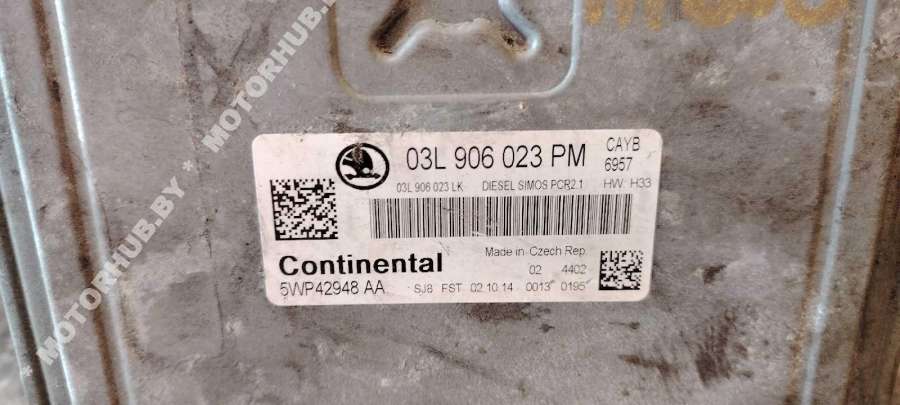 03L 906 023 PM
CAYB
6957
03L 906 023 LK DIESEL SIMOS PCR2.1 HW: H33
Continental
Made in Czech Rep
02 4402
5WP42948 AA
SJ8 FST 02.10.14 0013 0195
* MOTORHUB.BY * MOTORHUB.BY